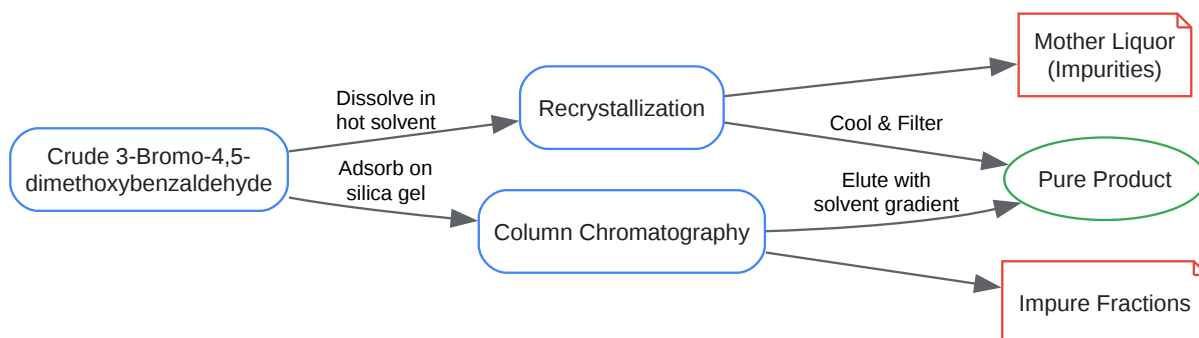 Crude 3-Bromo-4,5-
dimethoxybenzaldehyde
Dissolve in
hot solvent
Adsorb on
silica gel
Recrystallization
Column Chromatography
Cool & Filter
Elute with
solvent gradient
Mother Liquor
(Impurities)
Pure Product
Impure Fractions